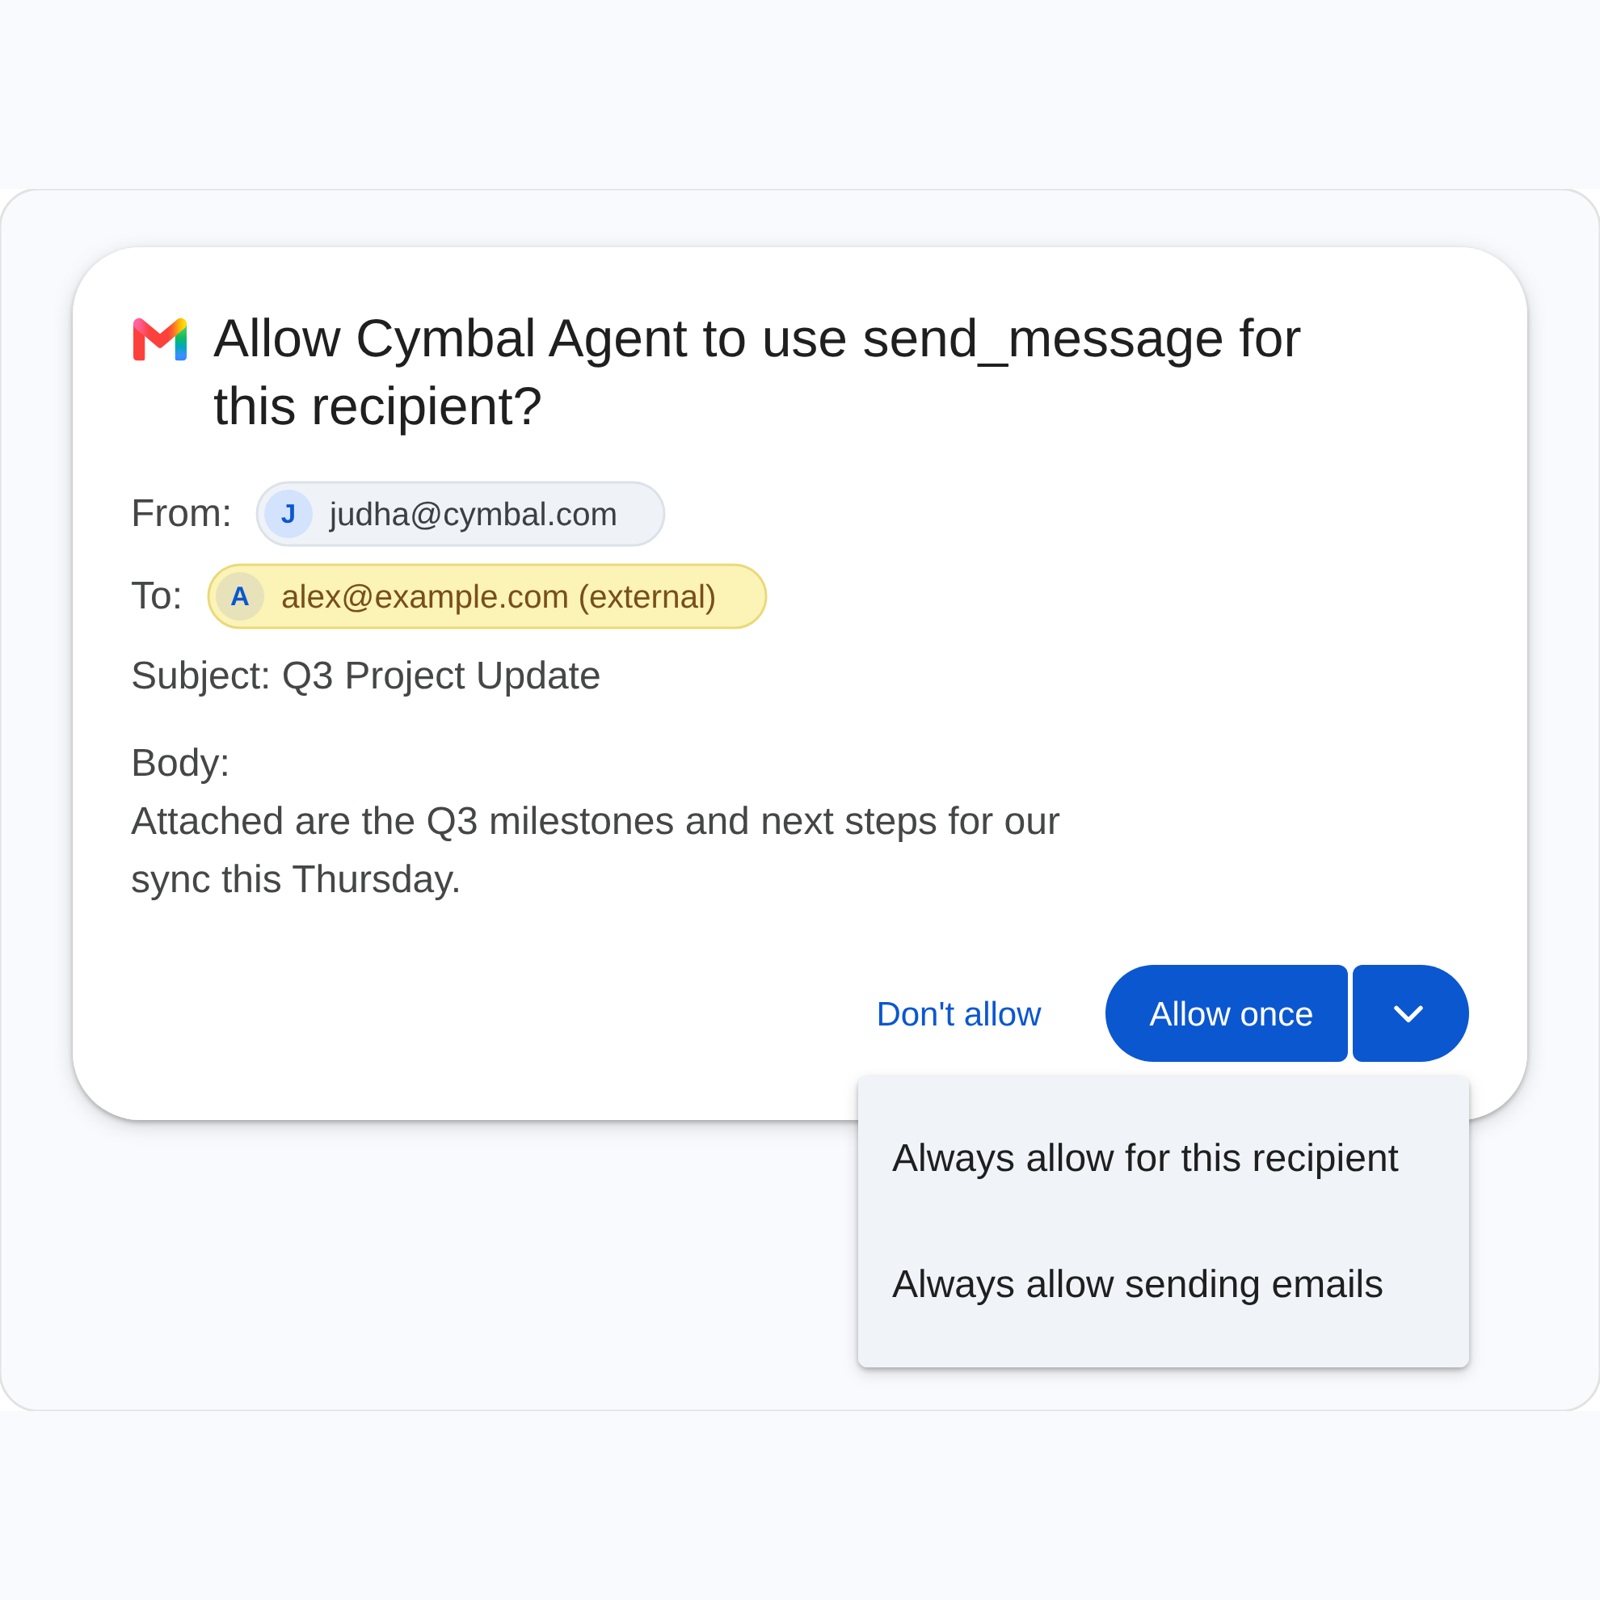 Allow Cymbal Agent to use send_message for
this recipient?
From: J judha@cymbal.com
To: A alex@example.com (external)
Subject: Q3 Project Update
Body:
Attached are the Q3 milestones and next steps for our
sync this Thursday.
Don't allow
Allow once
Always allow for this recipient
Always allow sending emails